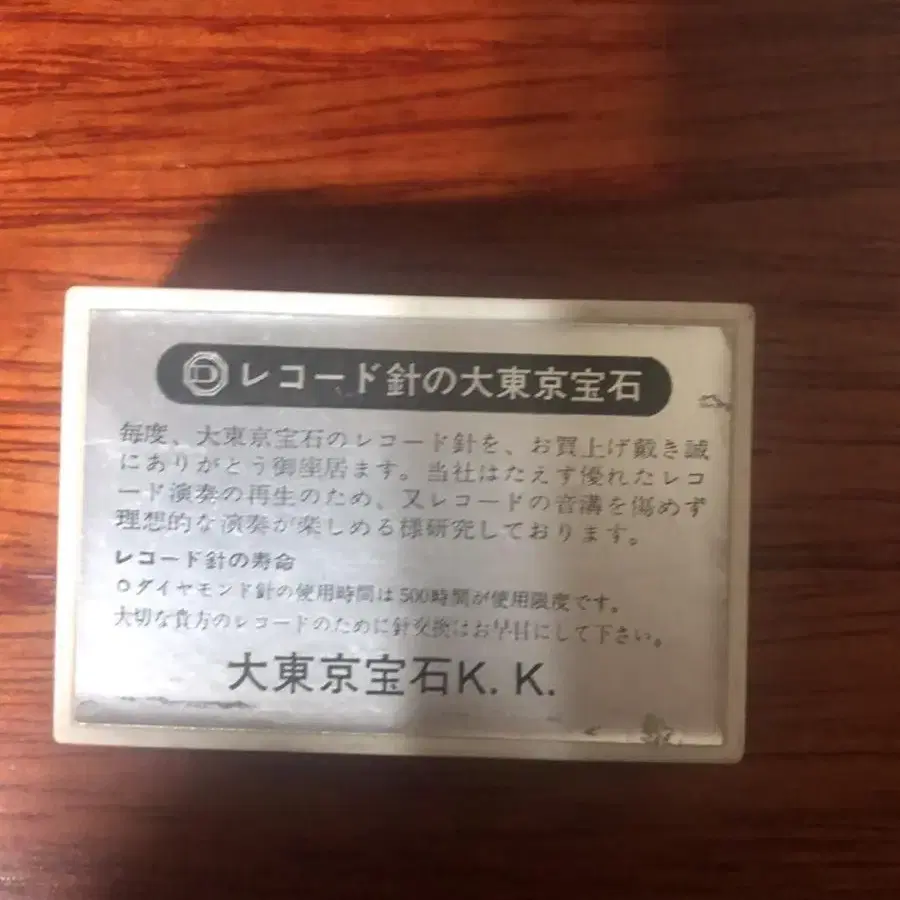 D レコード針の大東京宝石
毎度、大東京宝石のレコード針を、お買上げ戴き誠
にありがとう御座居ます。当社はたえす優れたレコ
ード演奏の再生のため、又レコードの音溝を傷めず
理想的な演奏が楽しめる様研究しております。
レコード針の寿命
○ダイヤモンド針の使用時間は500時間が使用限度です。
大切な貴方のレコードのために針交換はお早目にして下さい。
大東京宝石K.K.